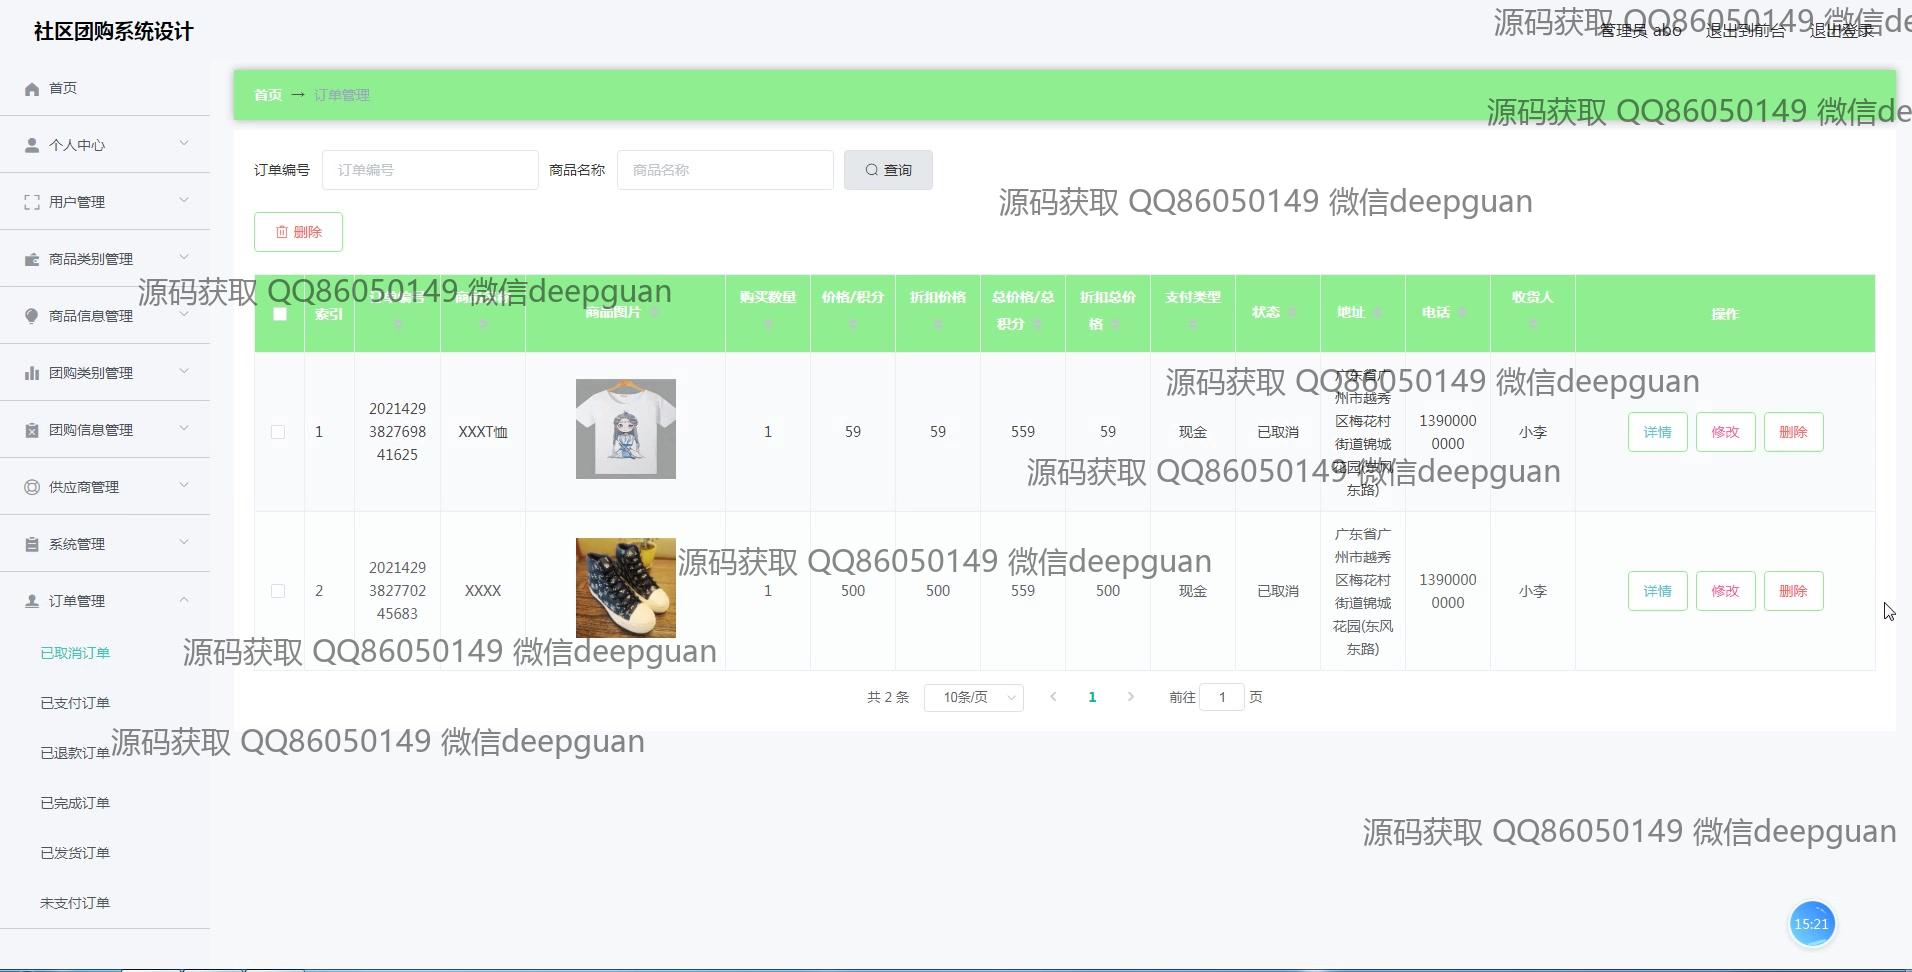 社区团购系统设计
源码获取 QQ86050149 微信de
管理员 abo 退出到前台 退出登录
首页
个人中心
用户管理
商品类别管理
商品信息管理
团购类别管理
团购信息管理
供应商管理
系统管理
订单管理
已取消订单
已支付订单
已退款订单
已完成订单
已发货订单
未支付订单
首页 → 订单管理
源码获取 QQ86050149 微信de
订单编号 订单编号 商品名称 商品名称 查询
源码获取 QQ86050149 微信deepguan
删除
源码获取 QQ86050149 微信deepguan
索引 商品图片 购买数量 价格/积分 折扣价格 总价格/总积分 折扣总价格 支付类型 状态 地址 电话 收货人 操作
源码获取 QQ86050149 微信deepguan
1 2021429382769841625 XXXT恤 1 59 59 559 59 现金 已取消 广东省广州市越秀区梅花村街道锦城花园(东风东路) 13900000000 小李 详情 修改 删除
源码获取 QQ86050149 微信deepguan
源码获取 QQ86050149 微信deepguan
2 2021429382770245683 XXXX 1 500 500 559 500 现金 已取消 广东省广州市越秀区梅花村街道锦城花园(东风东路) 13900000000 小李 详情 修改 删除
源码获取 QQ86050149 微信deepguan
共 2 条 10条/页 1 前往 1 页
源码获取 QQ86050149 微信deepguan
源码获取 QQ86050149 微信deepguan
15:21